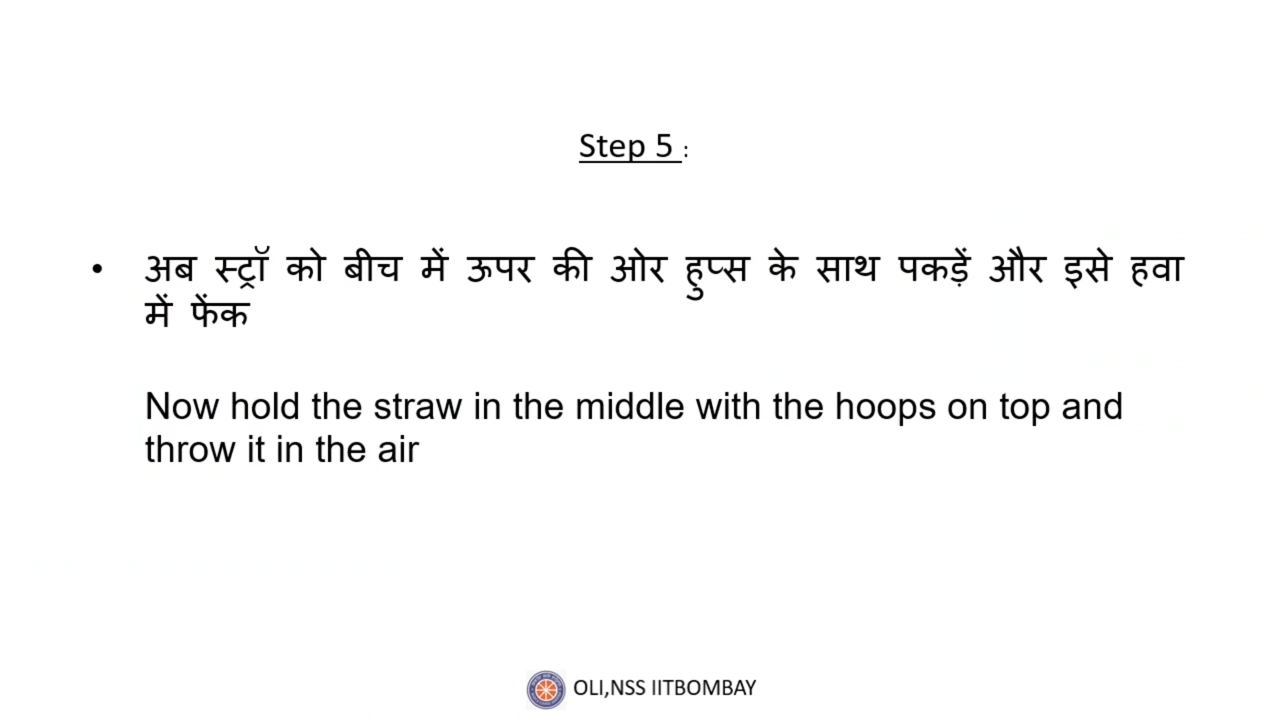 Step 5 :
• अब स्ट्रॉ को बीच में ऊपर की ओर हुप्स के साथ पकड़ें और इसे हवा
में फेंक
Now hold the straw in the middle with the hoops on top and
throw it in the air
OLI,NSS IITBOMBAY